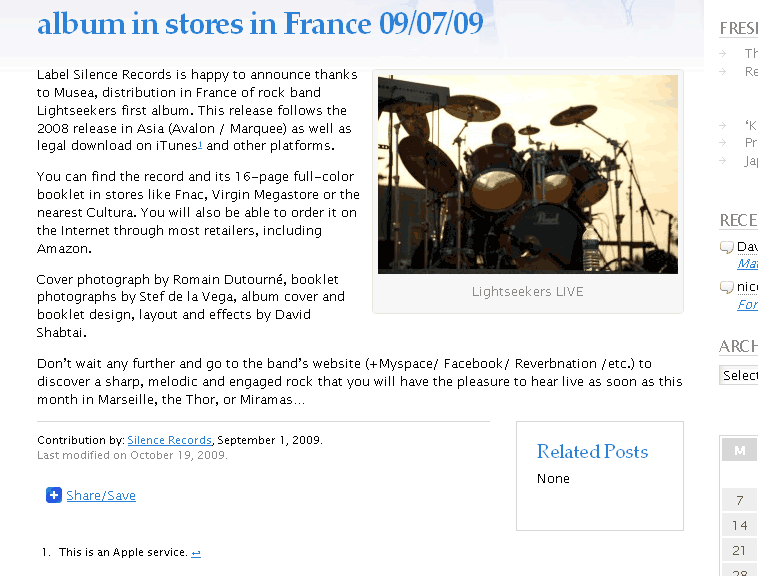 album in stores in France 09/07/09
Label Silence Records is happy to announce thanks
to Musea, distribution in France of rock band
Lightseekers first album. This release follows the
2008 release in Asia (Avalon / Marquee) as well as
legal download on iTunes1 and other platforms.
You can find the record and its 16-page full-color
booklet in stores like Fnac, Virgin Megastore or the
nearest Cultura. You will also be able to order it on
the Internet through most retailers, including
Amazon.
Cover photograph by Romain Dutourné, booklet
photographs by Stef de la Vega, album cover and
booklet design, layout and effects by David
Shabtai.
Pearl
Lightseekers LIVE
Don't wait any further and go to the band's website (+Myspace/ Facebook/ Reverbnation /etc.) to
discover a sharp, melodic and engaged rock that you will have the pleasure to hear live as soon as this
month in Marseille, the Thor, or Miramas...
Contribution by: Silence Records, September 1, 2009.
Last modified on October 19, 2009.
Share/Save
Related Posts
None
1. This is an Apple service. ↩
FRES
Th
Re
'K
Pr
Ja
RECE
Dav
Mat
nic
For
ARCH
Select
M
7
14
21
28